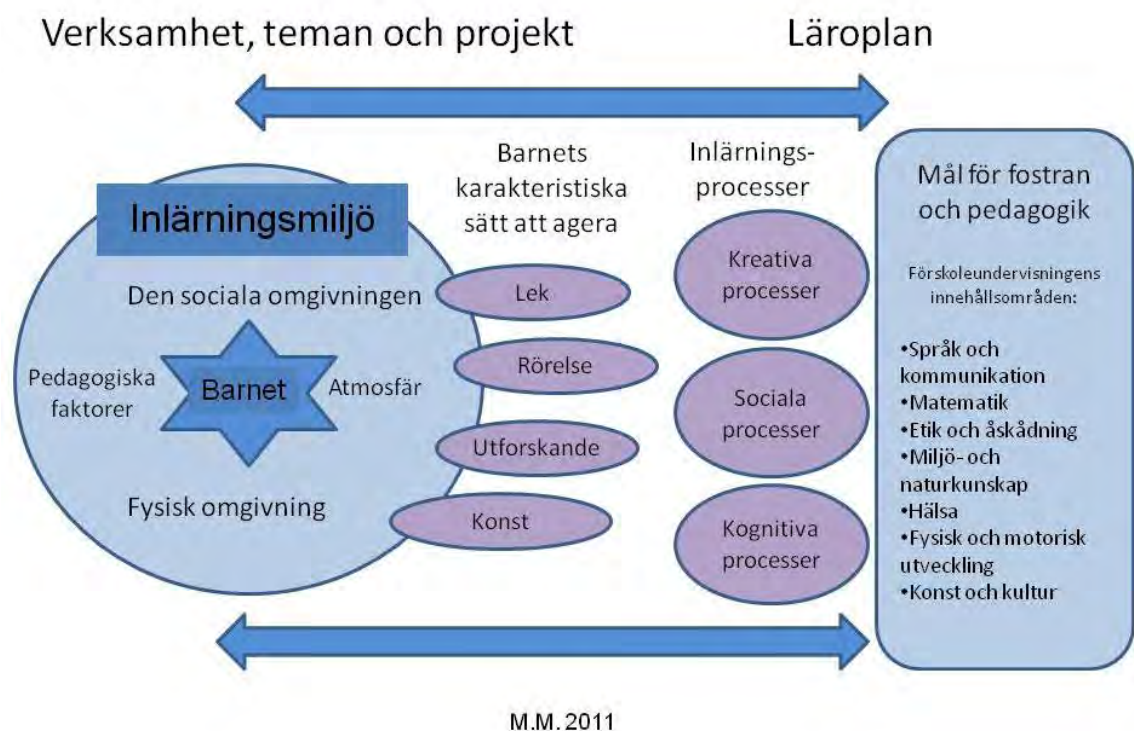 Verksamhet, teman och projekt
Läroplan
Inlärningsmiljö
Den sociala omgivningen
Pedagogiska
faktorer
Barnet
Atmosfär
Fysisk omgivning
Barnets
karakteristiska
sätt att agera
Lek
Rörelse
Utforskande
Konst
Inlärnings-
processer
Kreativa
processer
Sociala
processer
Kognitiva
processer
Mål för fostran
och pedagogik
Förskoleundervisningens
innehållsområden:
•Språk och
kommunikation
•Matematik
•Etik och åskådning
•Miljö- och
naturkunskap
•Hälsa
•Fysisk och motorisk
utveckling
•Konst och kultur
M.M. 2011